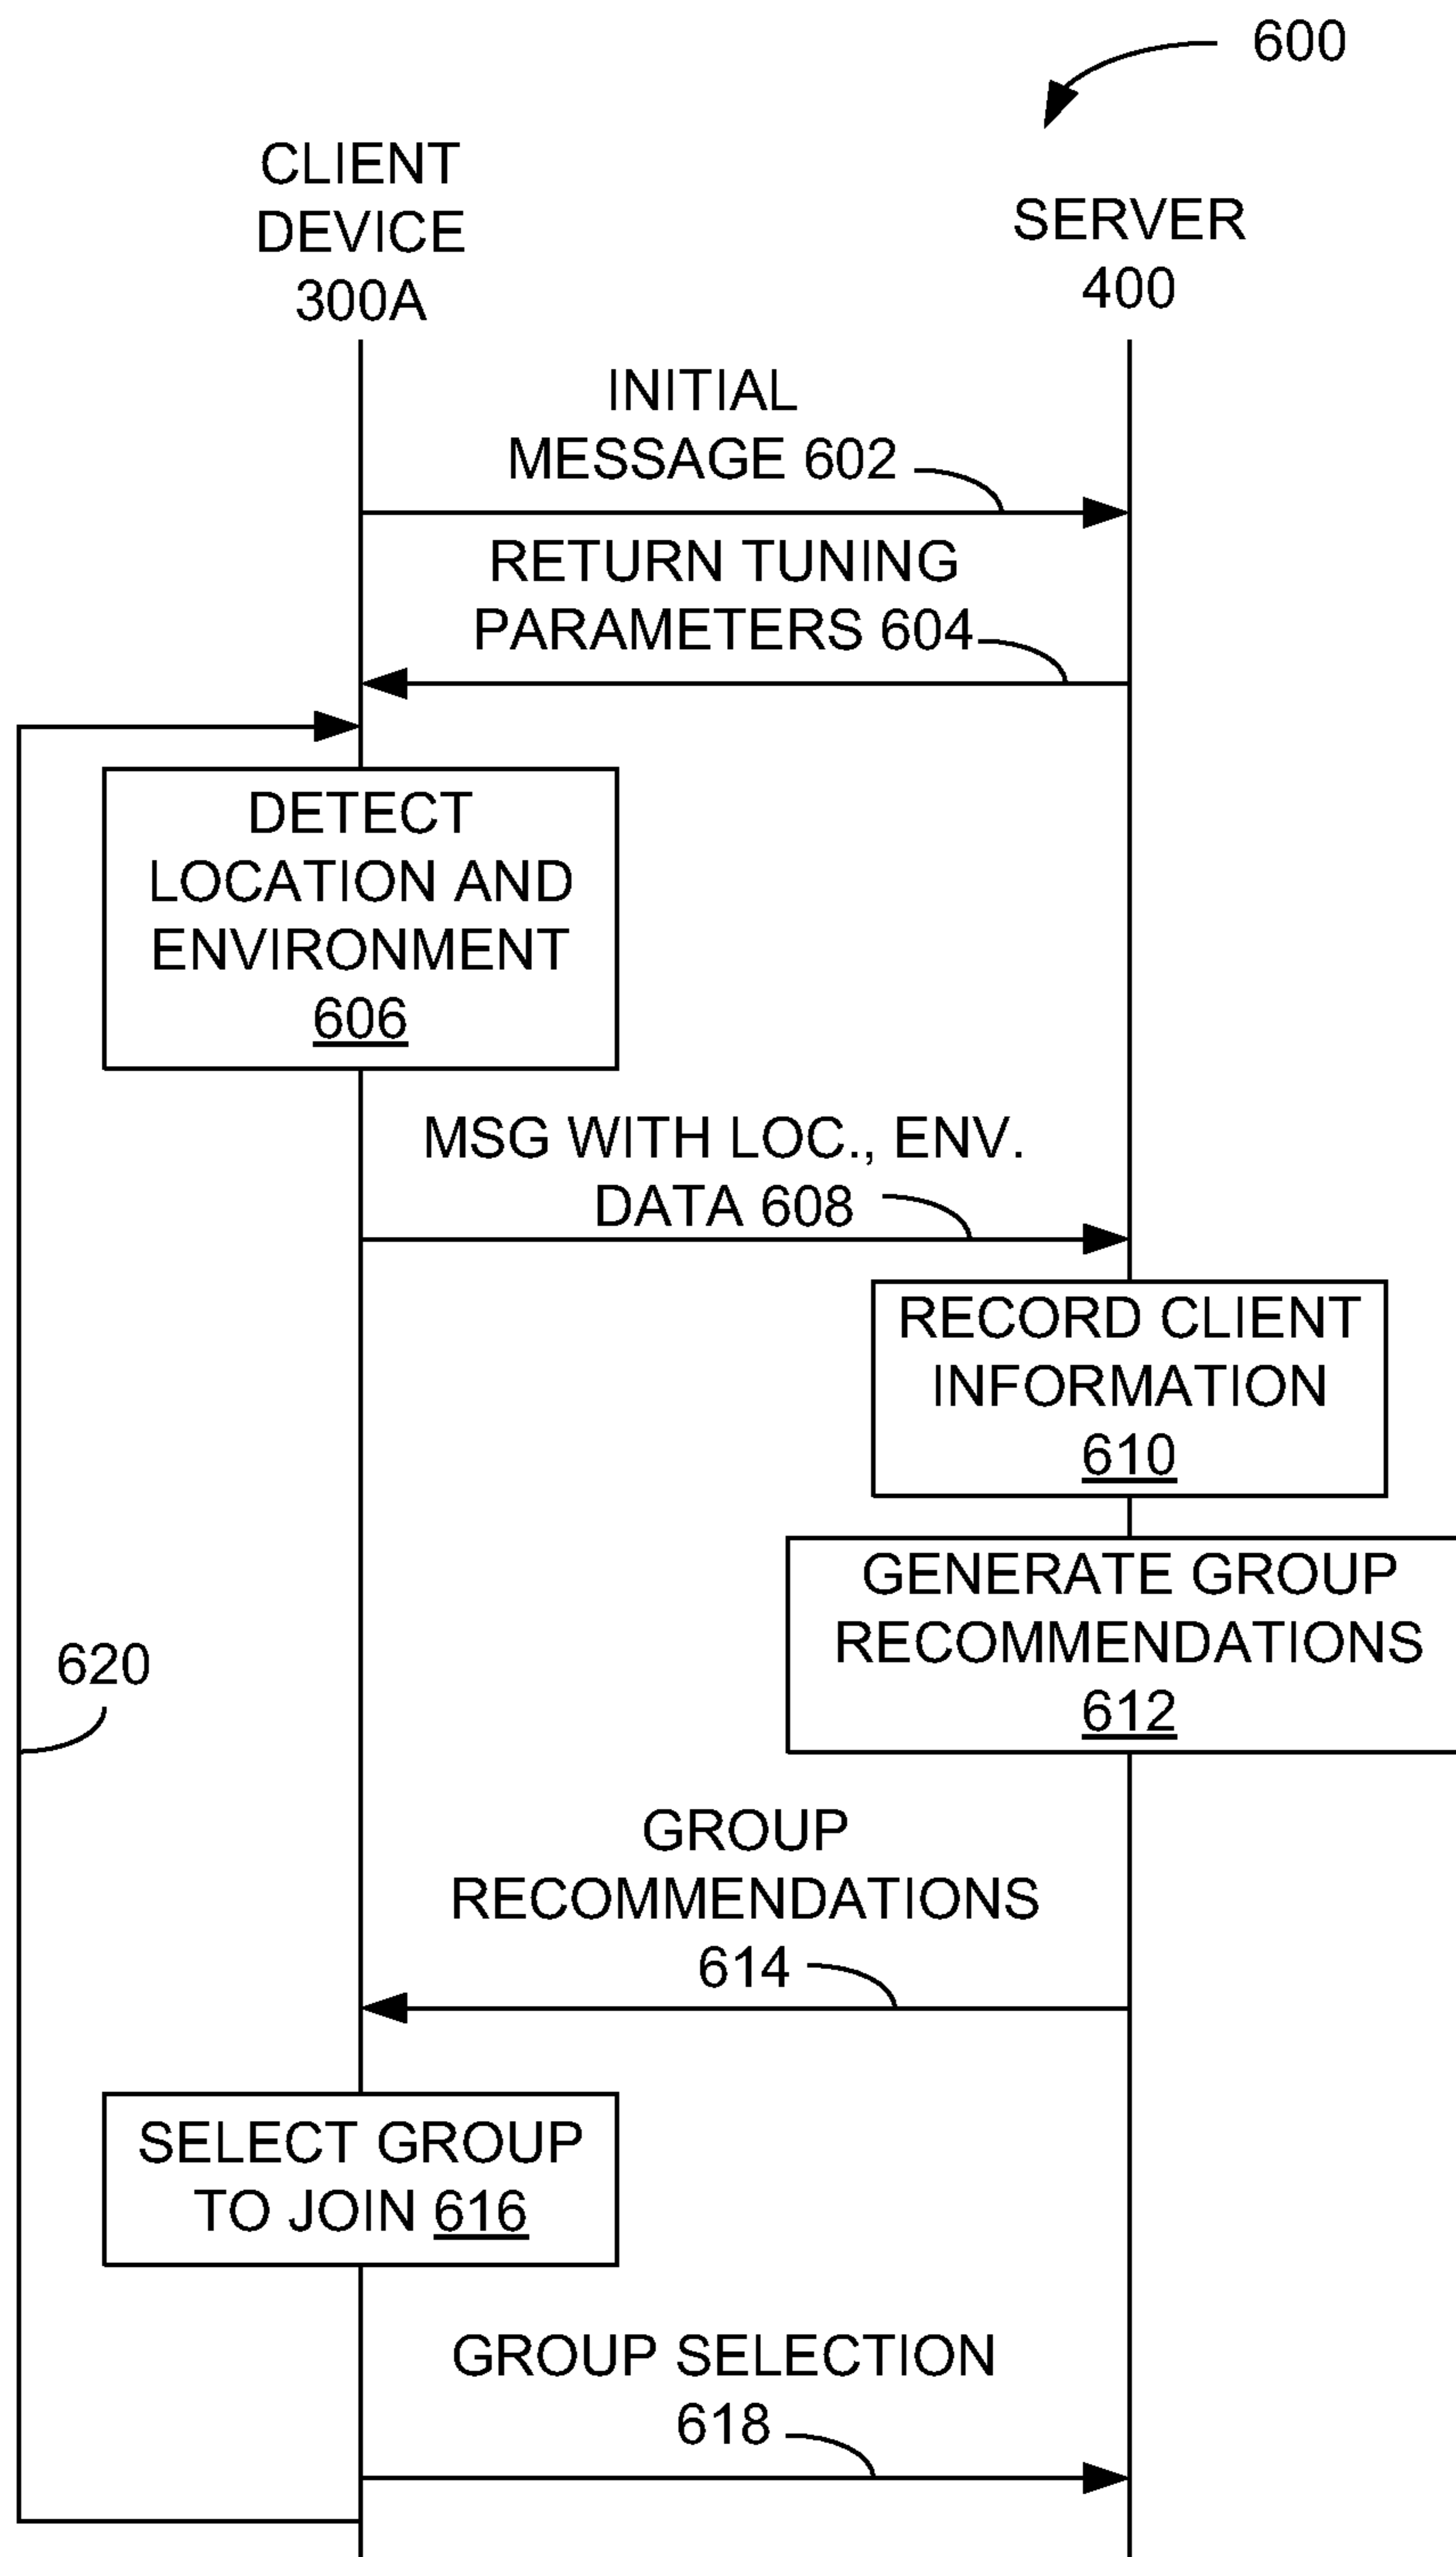 600
CLIENT
DEVICE
300A
SERVER
400
INITIAL
MESSAGE 602
RETURN TUNING
PARAMETERS 604
DETECT
LOCATION AND
ENVIRONMENT
606
MSG WITH LOC., ENV.
DATA 608
RECORD CLIENT
INFORMATION
610
GENERATE GROUP
RECOMMENDATIONS
612
620
GROUP
RECOMMENDATIONS
614
SELECT GROUP
TO JOIN 616
GROUP SELECTION
618